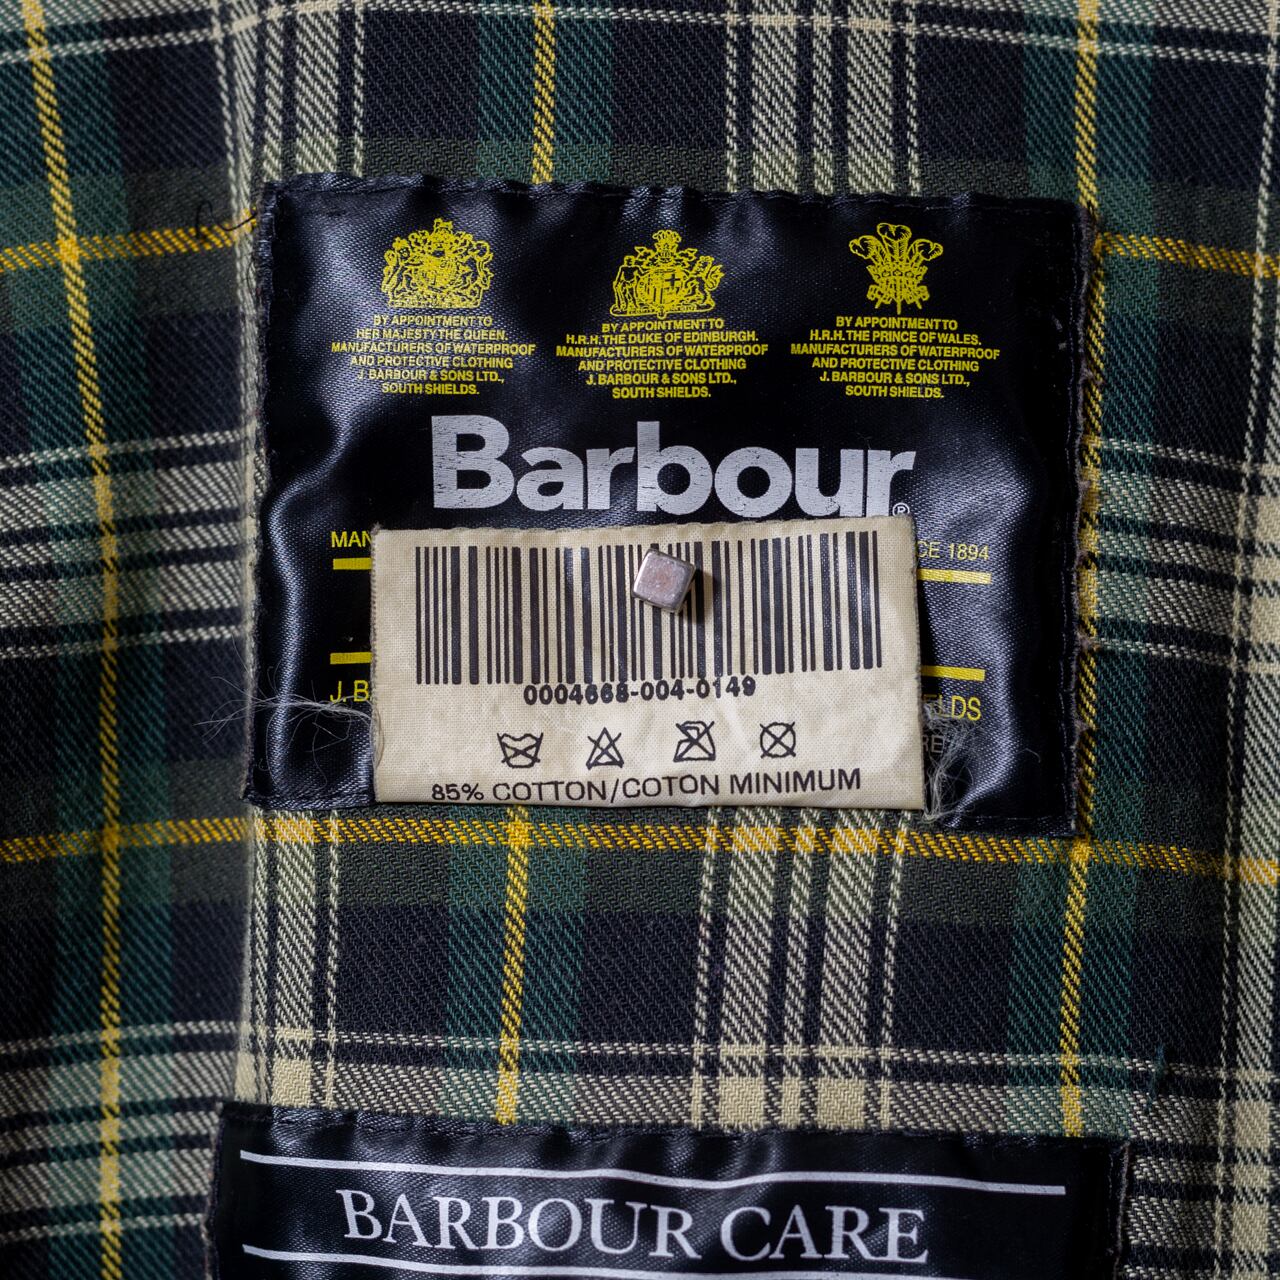 BY APPOINTMENT TO
HER MAJESTY THE QUEEN.
MANUFACTURERS OF WATERPROOF
AND PROTECTIVE CLOTHING
J. BARBOUR & SONS LTD.,
SOUTH SHIELDS.
BY APPOINTMENT TO
H.R.H. THE DUKE OF EDINBURGH.
MANUFACTURERS OF WATERPROOF
AND PROTECTIVE CLOTHING
J. BARBOUR & SONS LTD.,
SOUTH SHIELDS.
BY APPOINTMENT TO
H.R.H. THE PRINCE OF WALES.
MANUFACTURERS OF WATERPROOF
AND PROTECTIVE CLOTHING
J. BARBOUR & SONS LTD.,
SOUTH SHIELDS.
Barbour®
1894
0004668-004-0149
85% COTTON/COTON MINIMUM
BARBOUR CARE